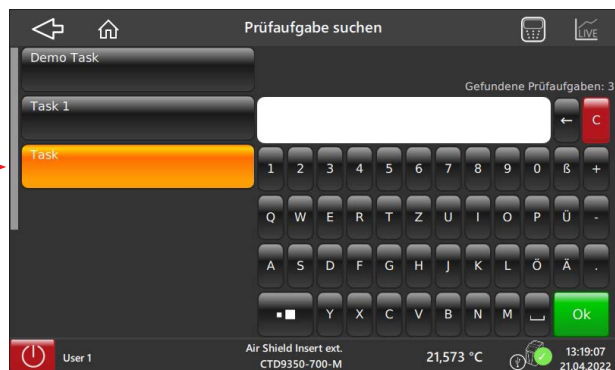 Prüfaufgabe suchen
LIVE
Demo Task
Gefundene Prüfaufgaben: 3
Task 1
← C
Task
1 2 3 4 5 6 7 8 9 0 ß +
Q W E R T Z U I O P Ü -
A S D F G H J K L Ö Ä .
Y X C V B N M Ok
User 1
Air Shield Insert ext.
CTD9350-700-M
21,573 °C
13:19:07
21.04.2022